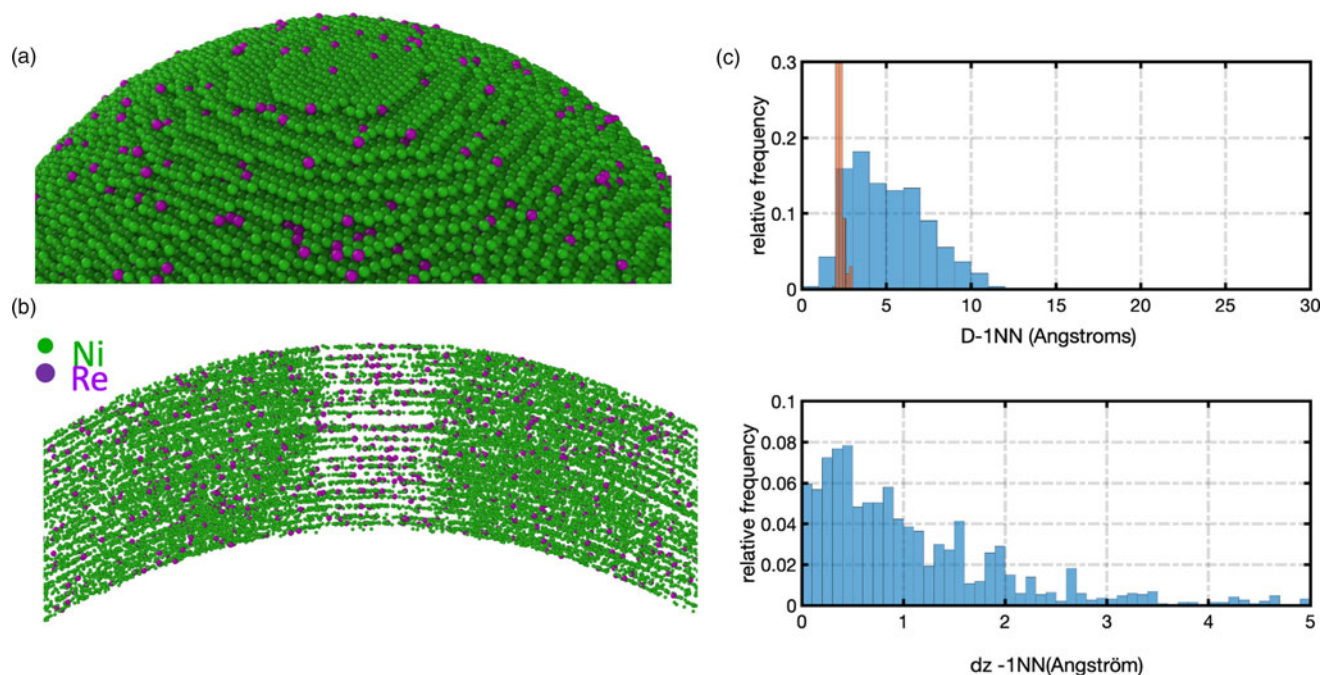 (a)
(b)
Ni
Re
(c)
relative frequency
0.3
0.2
0.1
0
0 5 10 15 20 25 30
D-1NN (Angstroms)
relative frequency
0.1
0.08
0.06
0.04
0.02
0
0 1 2 3 4 5
dz -1NN(Angström)